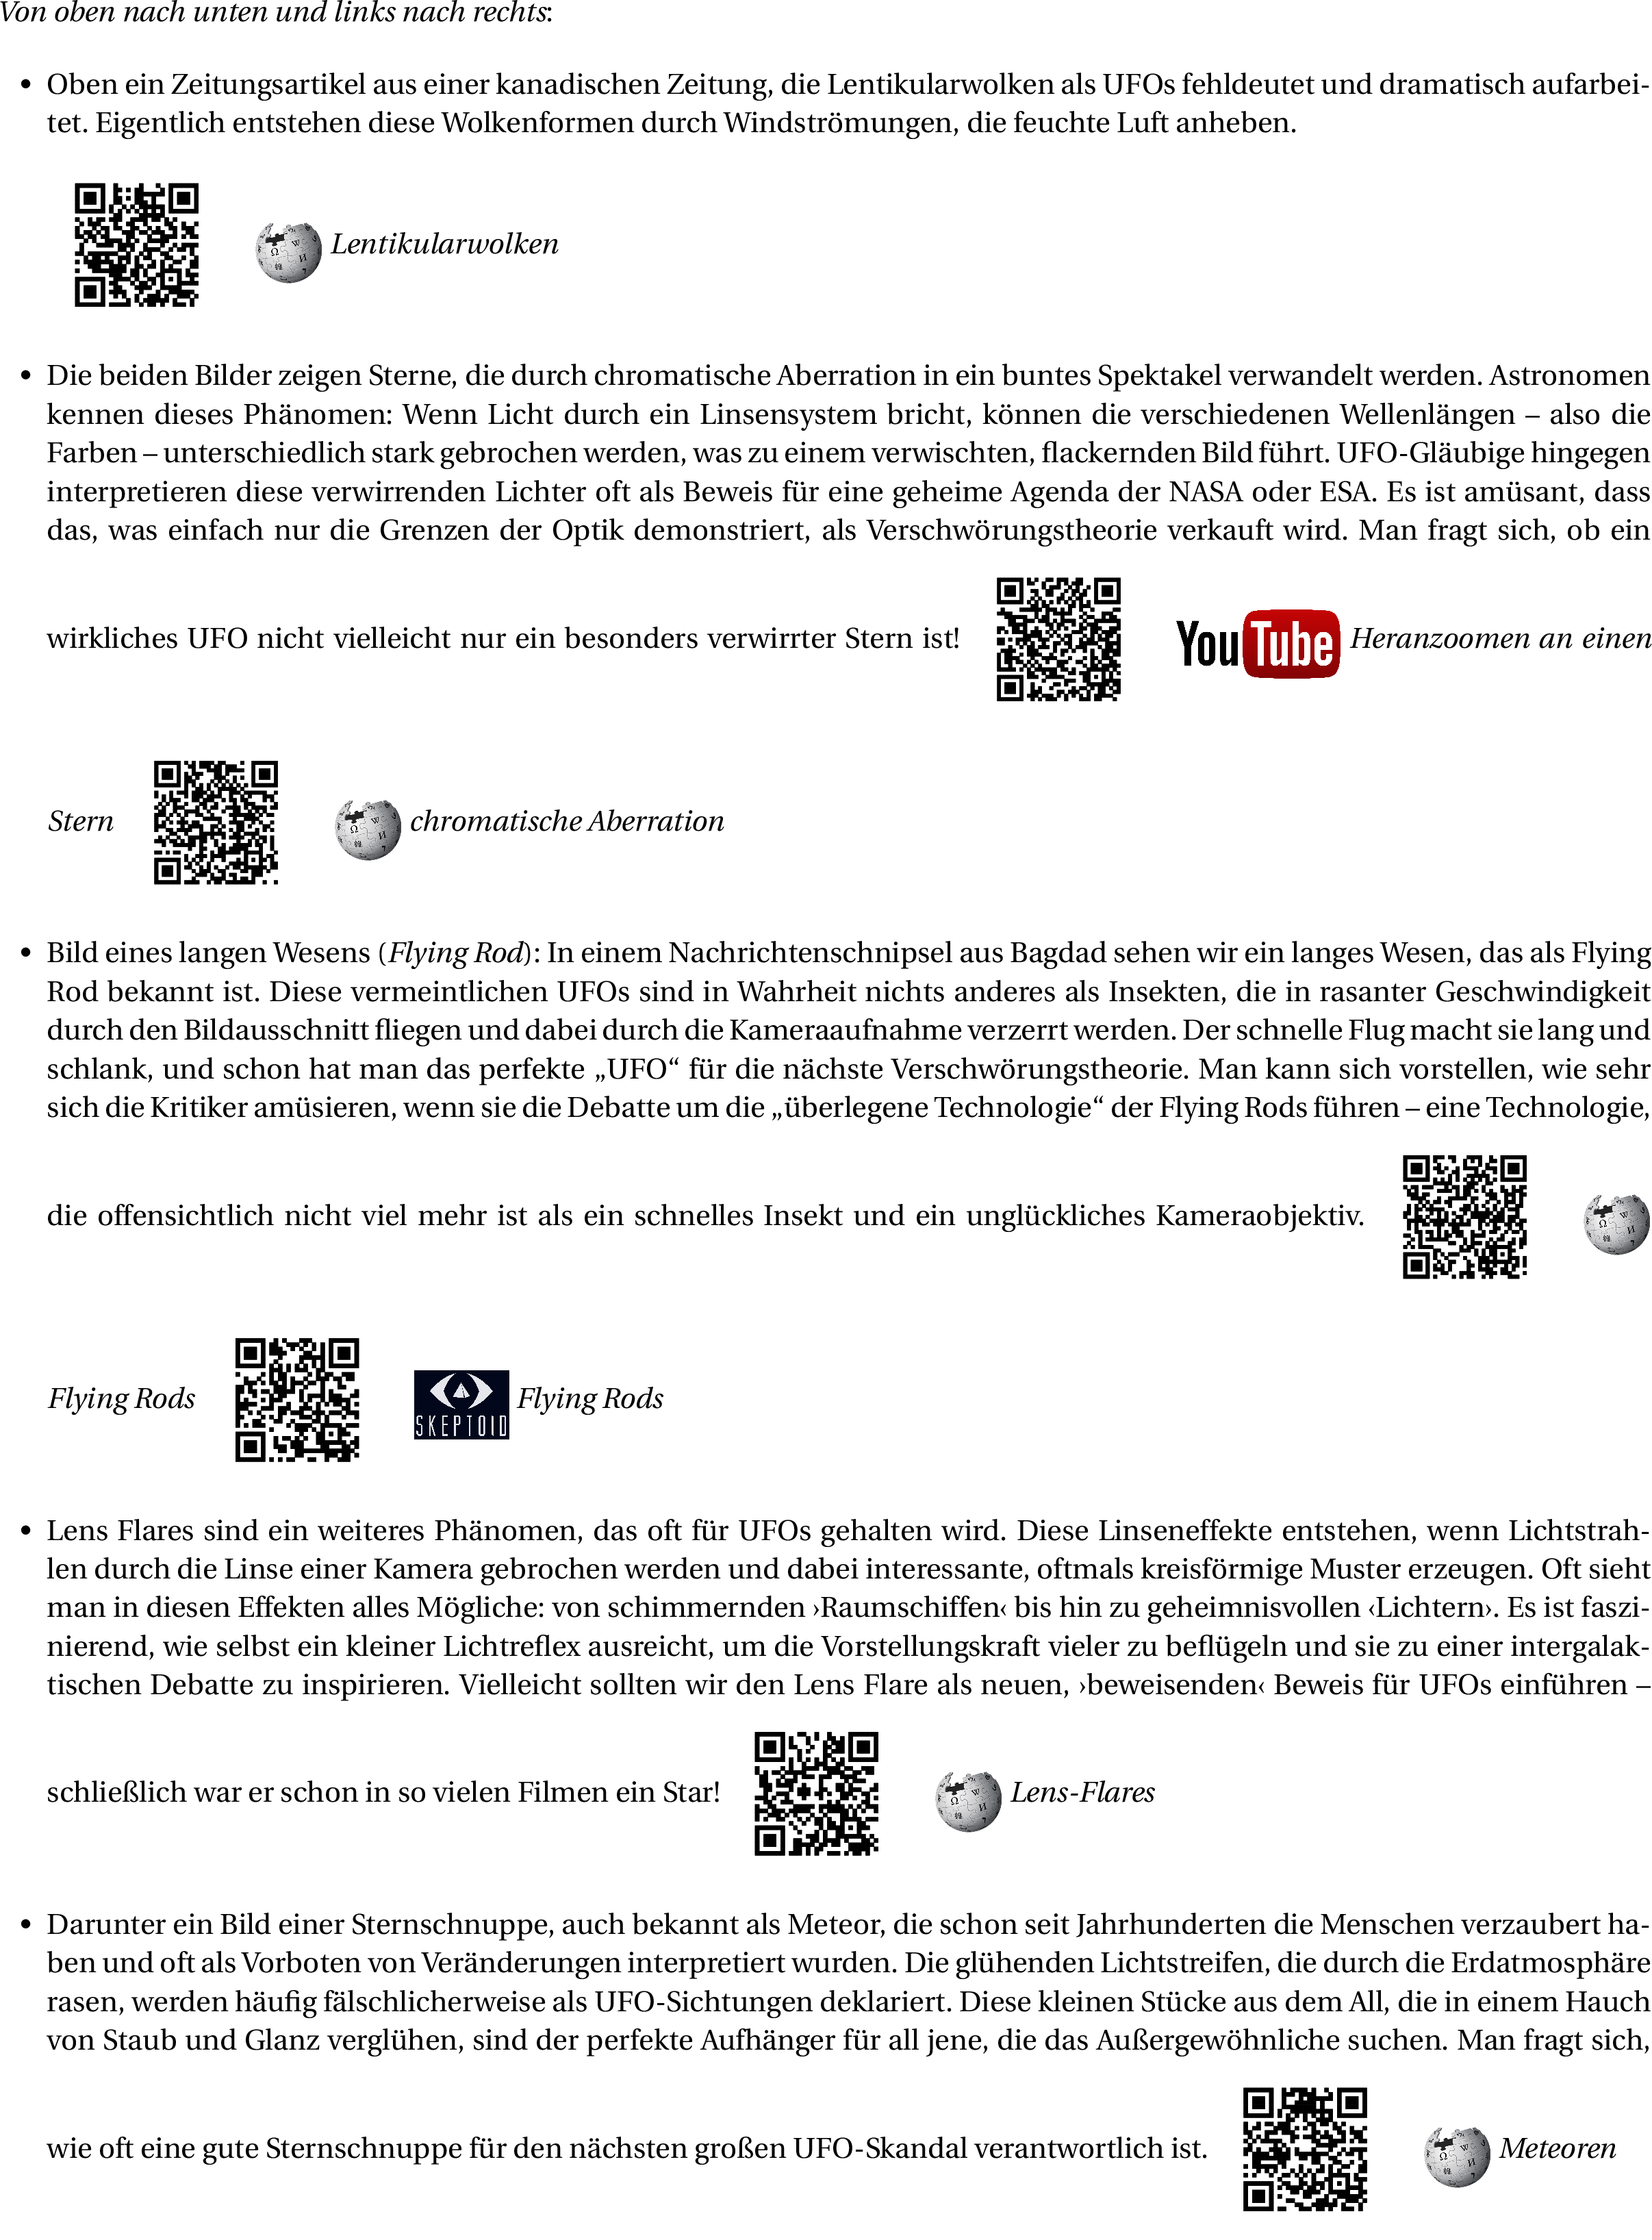 Von oben nach unten und links nach rechts:
• Oben ein Zeitungsartikel aus einer kanadischen Zeitung, die Lentikularwolken als UFOs fehldeutet und dramatisch aufarbei-
tet. Eigentlich entstehen diese Wolkenformen durch Windströmungen, die feuchte Luft anheben.
Lentikularwolken
• Die beiden Bilder zeigen Sterne, die durch chromatische Aberration in ein buntes Spektakel verwandelt werden. Astronomen
kennen dieses Phänomen: Wenn Licht durch ein Linsensystem bricht, können die verschiedenen Wellenlängen – also die
Farben – unterschiedlich stark gebrochen werden, was zu einem verwischten, flackernden Bild führt. UFO-Gläubige hingegen
interpretieren diese verwirrenden Lichter oft als Beweis für eine geheime Agenda der NASA oder ESA. Es ist amüsant, dass
das, was einfach nur die Grenzen der Optik demonstriert, als Verschwörungstheorie verkauft wird. Man fragt sich, ob ein
wirkliches UFO nicht vielleicht nur ein besonders verwirrter Stern ist! YouTube Heranzoomen an einen
Stern chromatische Aberration
• Bild eines langen Wesens (Flying Rod): In einem Nachrichtenschnipsel aus Bagdad sehen wir ein langes Wesen, das als Flying
Rod bekannt ist. Diese vermeintlichen UFOs sind in Wahrheit nichts anderes als Insekten, die in rasanter Geschwindigkeit
durch den Bildausschnitt fliegen und dabei durch die Kameraaufnahme verzerrt werden. Der schnelle Flug macht sie lang und
schlank, und schon hat man das perfekte „UFO“ für die nächste Verschwörungstheorie. Man kann sich vorstellen, wie sehr
sich die Kritiker amüsieren, wenn sie die Debatte um die „überlegene Technologie“ der Flying Rods führen – eine Technologie,
die offensichtlich nicht viel mehr ist als ein schnelles Insekt und ein unglückliches Kameraobjektiv.
Flying Rods SKEPTOID Flying Rods
• Lens Flares sind ein weiteres Phänomen, das oft für UFOs gehalten wird. Diese Linseneffekte entstehen, wenn Lichtstrah-
len durch die Linse einer Kamera gebrochen werden und dabei interessante, oftmals kreisförmige Muster erzeugen. Oft sieht
man in diesen Effekten alles Mögliche: von schimmernden ›Raumschiffen‹ bis hin zu geheimnisvollen ‹Lichtern›. Es ist faszi-
nierend, wie selbst ein kleiner Lichtreflex ausreicht, um die Vorstellungskraft vieler zu beflügeln und sie zu einer intergalak-
tischen Debatte zu inspirieren. Vielleicht sollten wir den Lens Flare als neuen, ›beweisenden‹ Beweis für UFOs einführen –
schließlich war er schon in so vielen Filmen ein Star! Lens-Flares
• Darunter ein Bild einer Sternschnuppe, auch bekannt als Meteor, die schon seit Jahrhunderten die Menschen verzaubert ha-
ben und oft als Vorboten von Veränderungen interpretiert wurden. Die glühenden Lichtstreifen, die durch die Erdatmosphäre
rasen, werden häufig fälschlicherweise als UFO-Sichtungen deklariert. Diese kleinen Stücke aus dem All, die in einem Hauch
von Staub und Glanz verglühen, sind der perfekte Aufhänger für all jene, die das Außergewöhnliche suchen. Man fragt sich,
wie oft eine gute Sternschnuppe für den nächsten großen UFO-Skandal verantwortlich ist. Meteoren